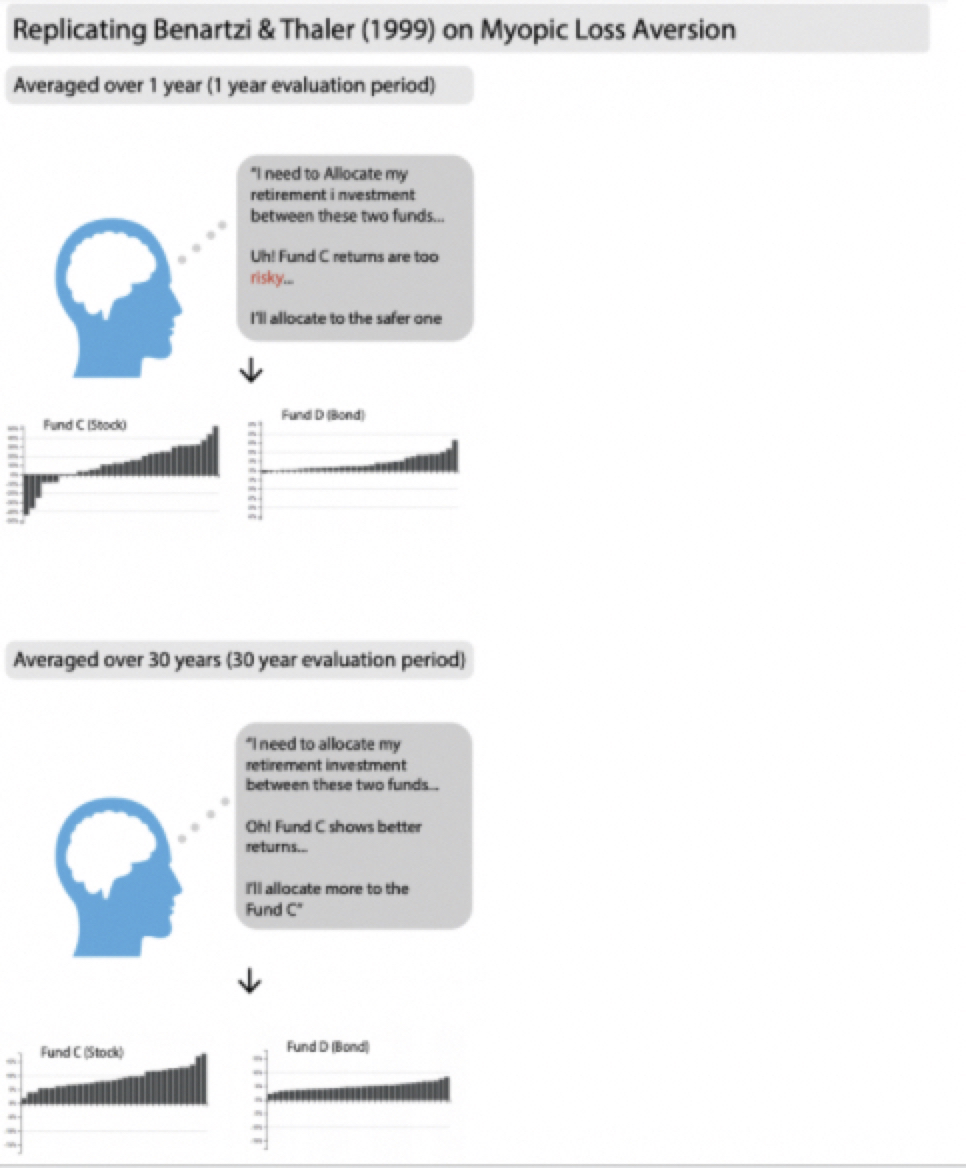 Replicating Benartzi & Thaler (1999) on Myopic Loss Aversion
Averaged over 1 year (1 year evaluation period)
"I need to Allocate my
retirement i nvestment
between these two funds...
Uh! Fund C returns are too
risky...
I'll allocate to the safer one
Fund C (Stock)
Fund D (Bond)
Averaged over 30 years (30 year evaluation period)
"I need to allocate my
retirement investment
between these two funds...
Oh! Fund C shows better
returns...
I'll allocate more to the
Fund C"
Fund C (Stock)
Fund D (Bond)